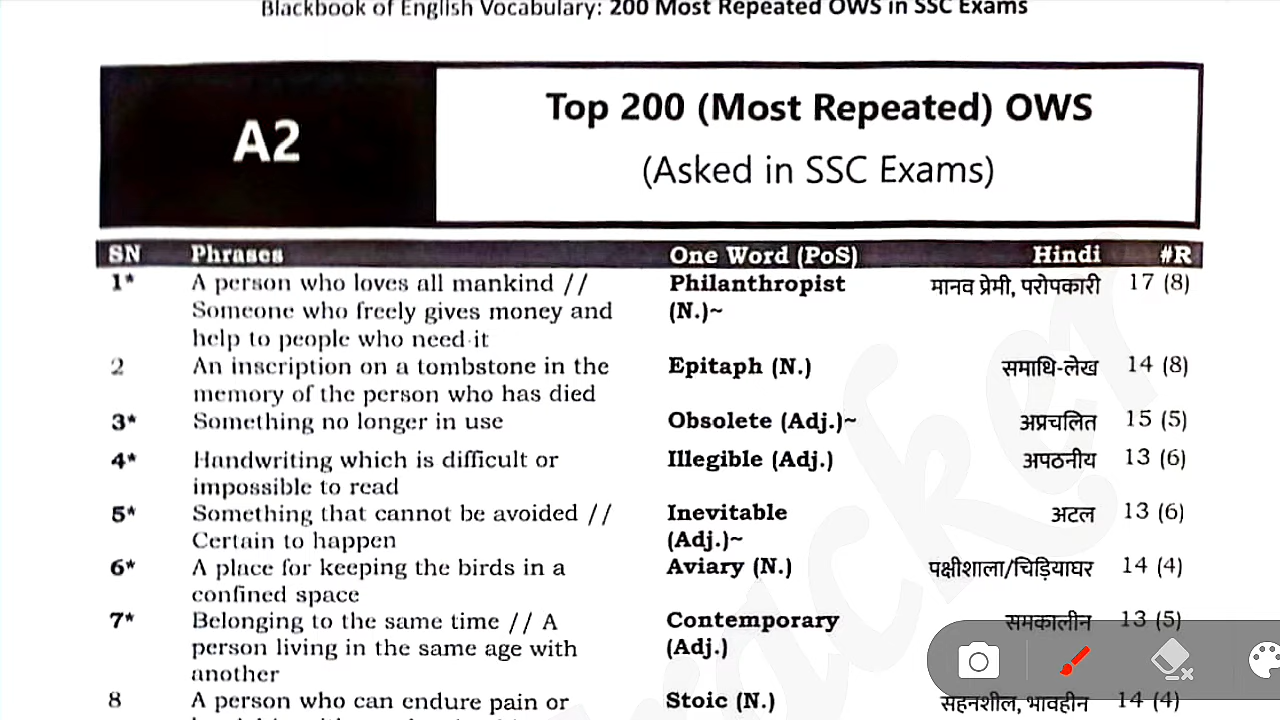 Blackbook of English Vocabulary: 200 Most Repeated OWS in SSC Exams
A2
Top 200 (Most Repeated) OWS
(Asked in SSC Exams)
SN Phrases One Word (PoS) Hindi #R
1* A person who loves all mankind // Philanthropist मानव प्रेमी, परोपकारी 17 (8)
Someone who freely gives money and (N.)~
help to people who need it
2 An inscription on a tombstone in the Epitaph (N.) समाधि-लेख 14 (8)
memory of the person who has died
3* Something no longer in use Obsolete (Adj.)~ अप्रचलित 15 (5)
4* Handwriting which is difficult or Illegible (Adj.) अपठनीय 13 (6)
impossible to read
5* Something that cannot be avoided // Inevitable अटल 13 (6)
Certain to happen (Adj.)~
6* A place for keeping the birds in a Aviary (N.) पक्षीशाला/चिड़ियाघर 14 (4)
confined space
7* Belonging to the same time // A Contemporary समकालीन 13 (5)
person living in the same age with (Adj.)
another
8 A person who can endure pain or Stoic (N.) सहनशील, भावहीन 14 (4)